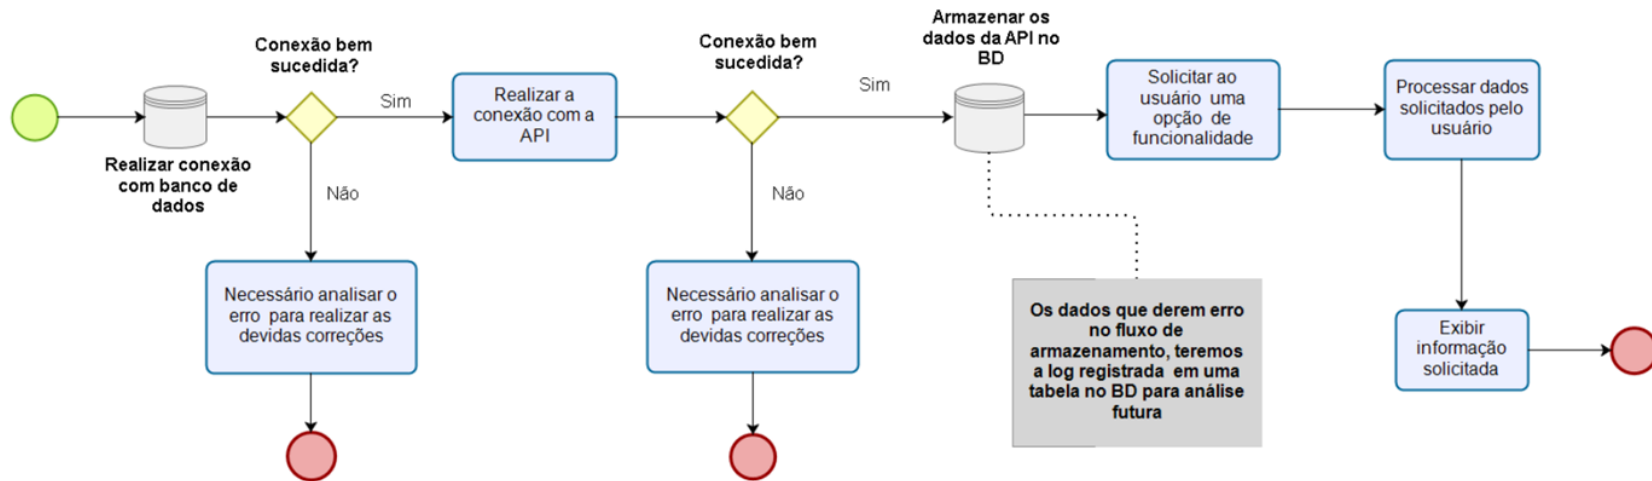 Conexão bem
sucedida?
Realizar conexão
com banco de
dados
Sim
Não
Necessário analisar o
erro para realizar as
devidas correções
Realizar a
conexão com a
API
Conexão bem
sucedida?
Sim
Não
Necessário analisar o
erro para realizar as
devidas correções
Armazenar os
dados da API no
BD
Os dados que derem erro
no fluxo de
armazenamento, teremos
a log registrada em uma
tabela no BD para análise
futura
Solicitar ao
usuário uma
opção de
funcionalidade
Processar dados
solicitados pelo
usuário
Exibir
informação
solicitada